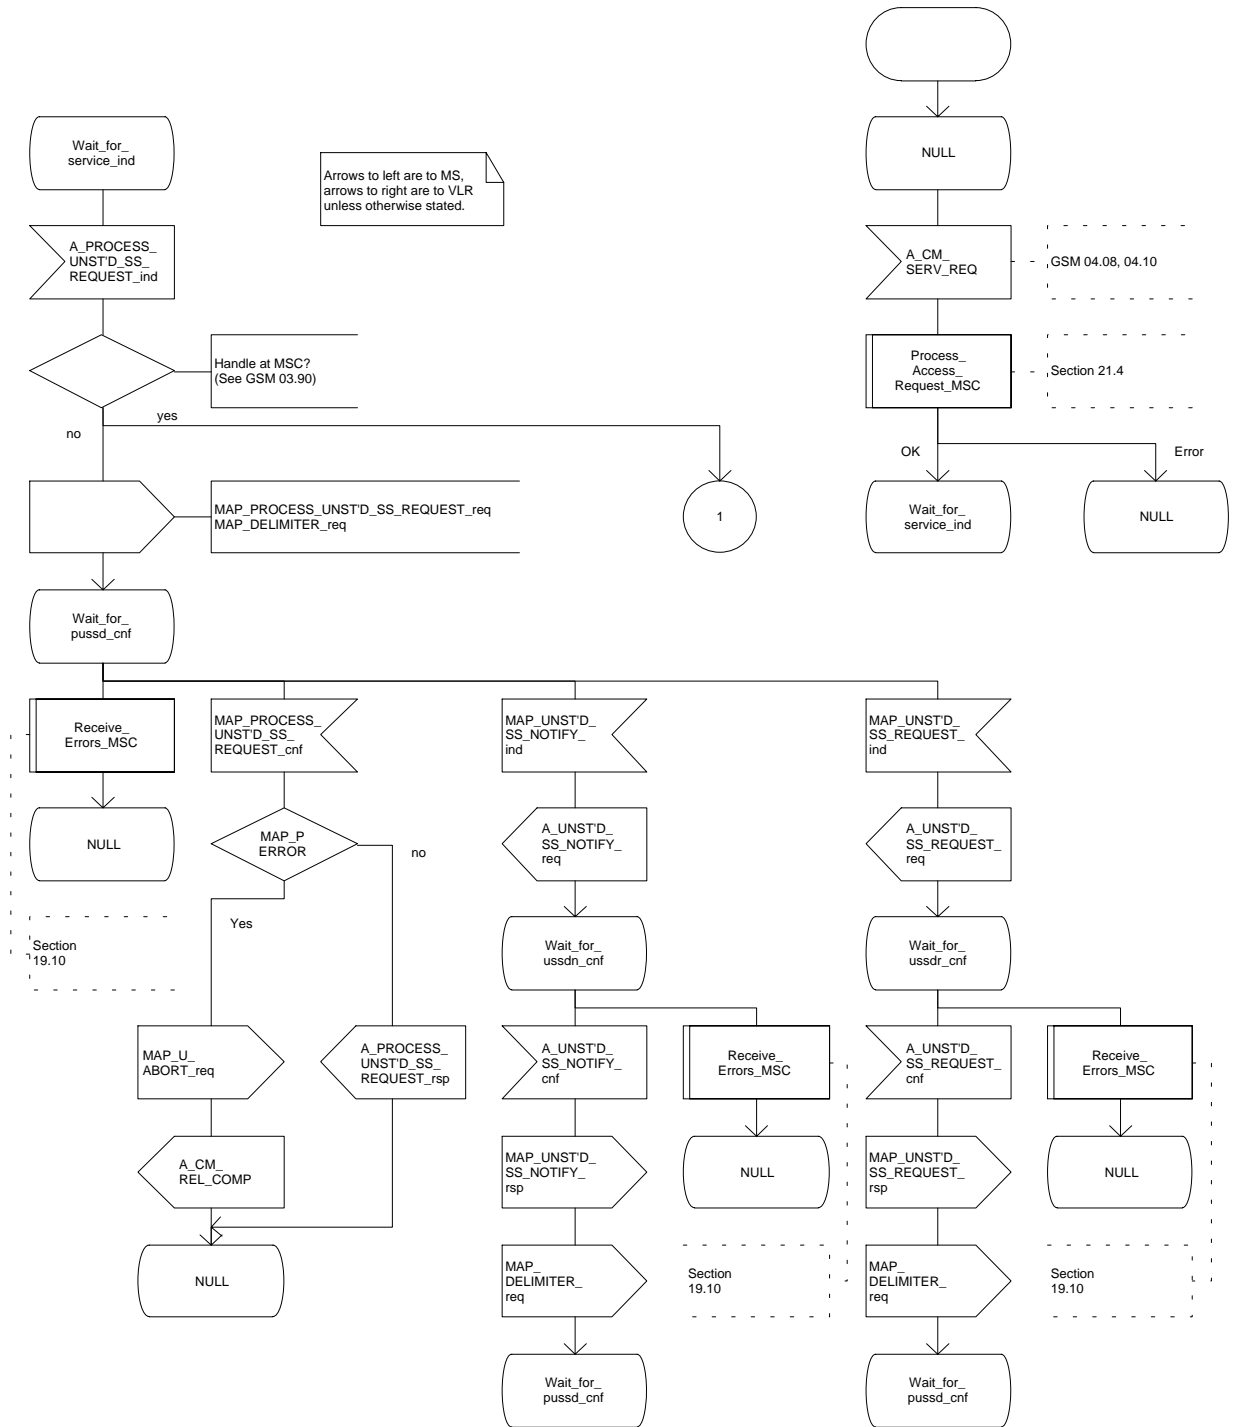 NULL
Wait_for_
service_ind
Arrows to left are to MS,
arrows to right are to VLR
unless otherwise stated.
A_PROCESS_
UNST'D_SS_
REQUEST_ind
A_CM_
SERV_REQ
GSM 04.08, 04.10
Handle at MSC?
(See GSM 03.90)
Process_
Access_
Request_MSC
Section 21.4
yes
no
OK
Error
MAP_PROCESS_UNST'D_SS_REQUEST_req
MAP_DELIMITER_req
1
Wait_for_
service_ind
NULL
Wait_for_
pussd_cnf
Receive_
Errors_MSC
MAP_PROCESS_
UNST'D_SS_
REQUEST_cnf
MAP_UNST'D_
SS_NOTIFY_
ind
MAP_UNST'D_
SS_REQUEST_
ind
NULL
MAP_P
ERROR
no
A_UNST'D_
SS_NOTIFY_
req
A_UNST'D_
SS_REQUEST_
req
Yes
Section
19.10
Wait_for_
ussdn_cnf
Wait_for_
ussdr_cnf
MAP_U_
ABORT_req
A_PROCESS_
UNST'D_SS_
REQUEST_rsp
A_UNST'D_
SS_NOTIFY_
cnf
Receive_
Errors_MSC
A_UNST'D_
SS_REQUEST_
cnf
Receive_
Errors_MSC
A_CM_
REL_COMP
MAP_UNST'D_
SS_NOTIFY_
rsp
NULL
MAP_UNST'D_
SS_REQUEST_
rsp
NULL
NULL
MAP_
DELIMITER_
req
Section
19.10
MAP_
DELIMITER_
req
Section
19.10
Wait_for_
pussd_cnf
Wait_for_
pussd_cnf